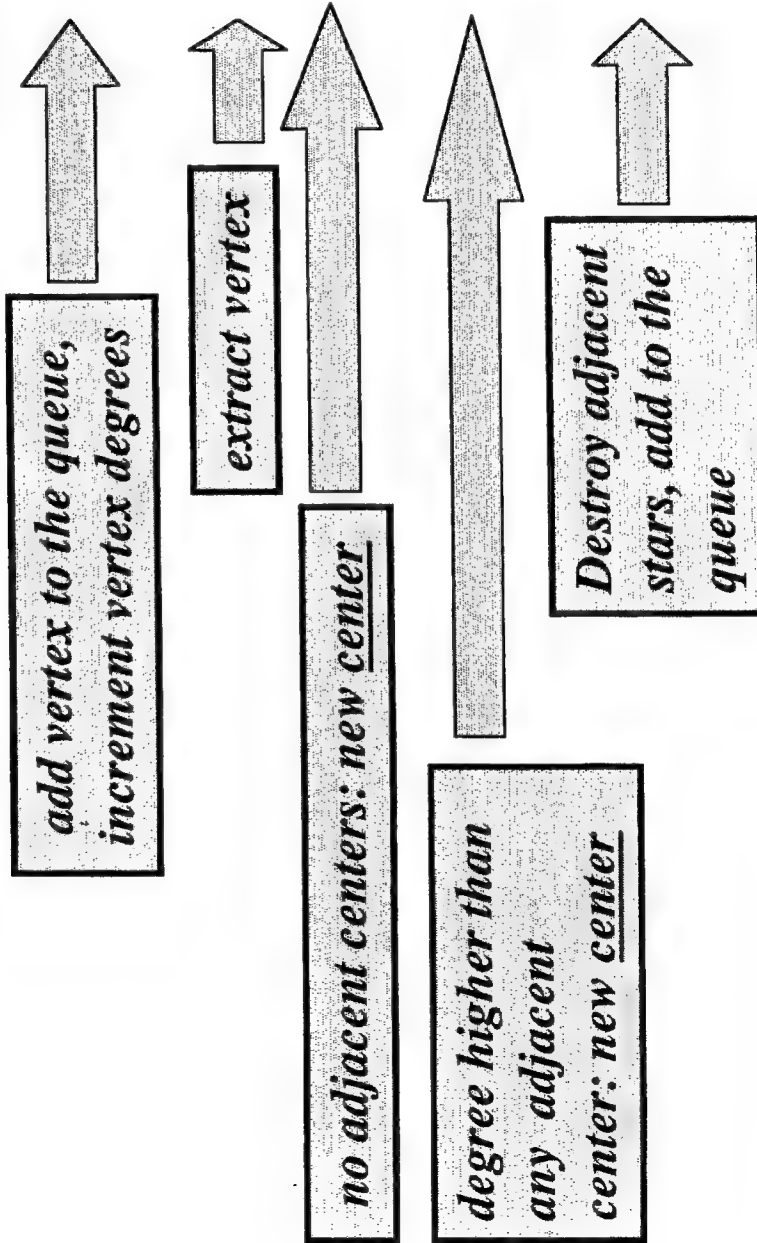 add vertex to the queue,
increment vertex degrees
extract vertex
no adjacent centers: new center
degree higher than
any adjacent
center: new center
Destroy adjacent
stars, add to the
queue